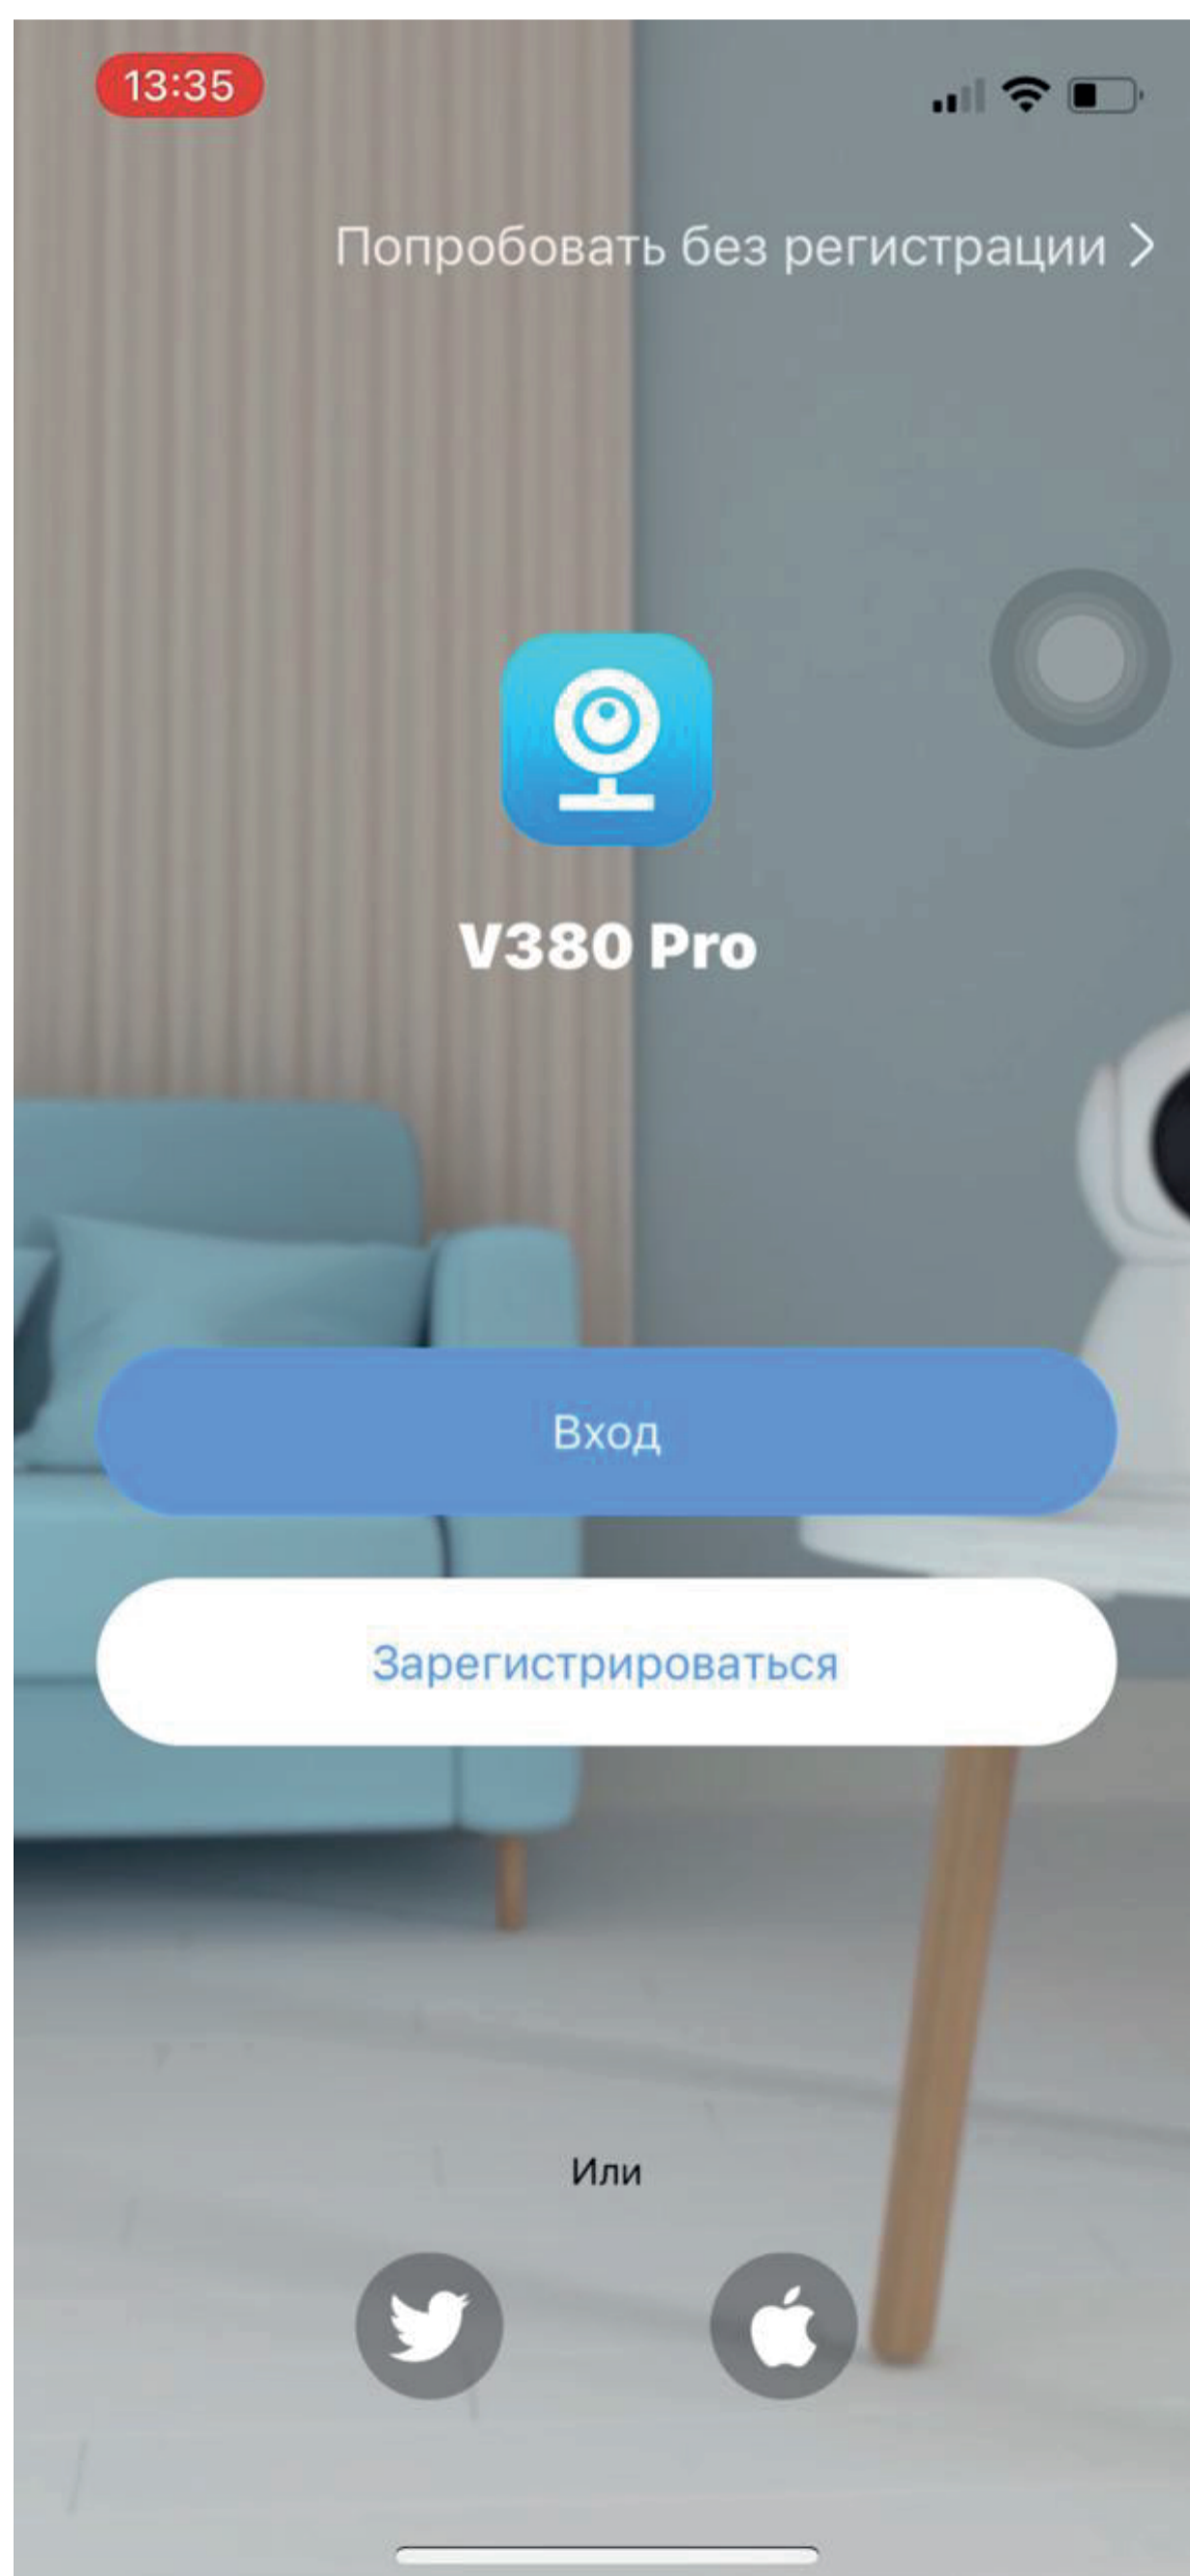 13:35
Попробовать без регистрации >
V380 Pro
Вход
Зарегистрироваться
Или